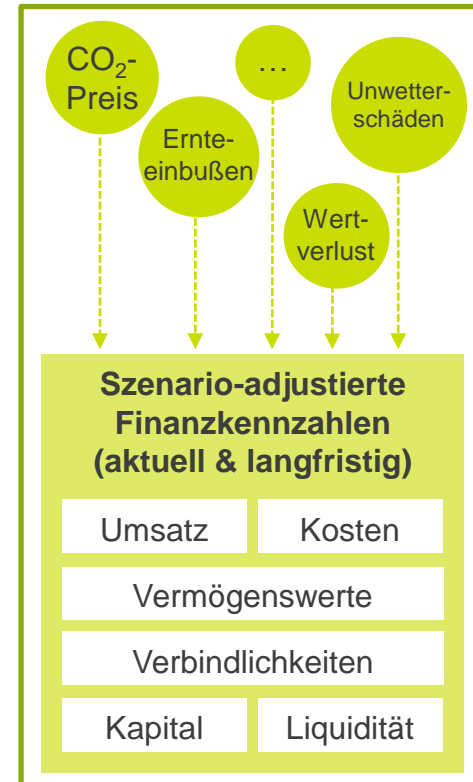 CO₂-
Preis
Ernte-
einbußen
...
Wert-
verlust
Unwetter-
schäden
Szenario-adjustierte
Finanzkennzahlen
(aktuell & langfristig)
Umsatz
Kosten
Vermögenswerte
Verbindlichkeiten
Kapital
Liquidität